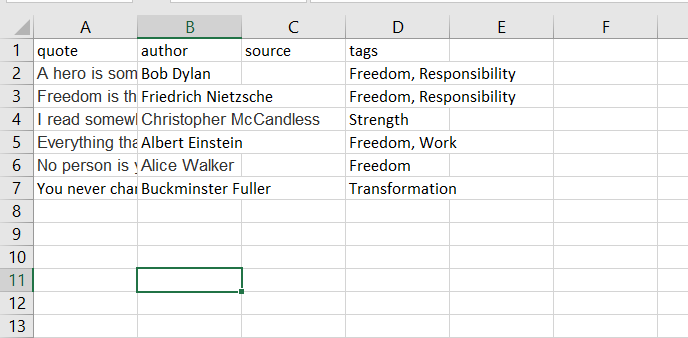 A B C D E F
1 quote author source tags
2 A hero is som Bob Dylan Freedom, Responsibility
3 Freedom is th Friedrich Nietzsche Freedom, Responsibility
4 I read somew Christopher McCandless Strength
5 Everything tha Albert Einstein Freedom, Work
6 No person is y Alice Walker Freedom
7 You never cha Buckminster Fuller Transformation
8
9
10
11
12
13